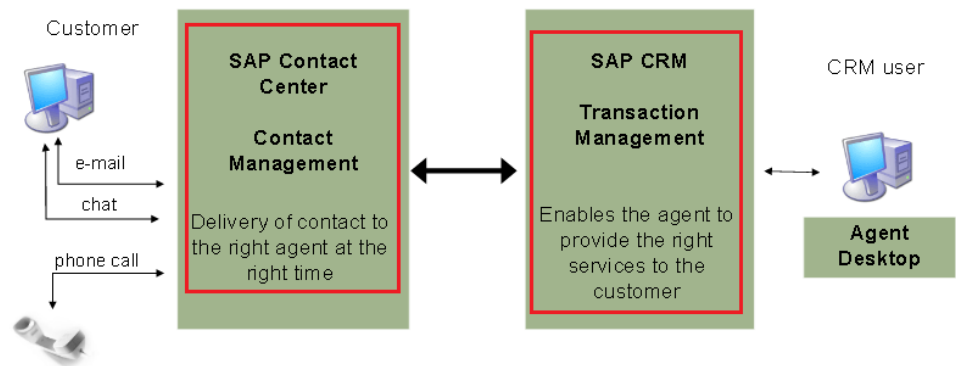 Customer
e-mail
chat
phone call
SAP Contact
Center
Contact
Management
Delivery of contact to
the right agent at the
right time
SAP CRM
Transaction
Management
Enables the agent to
provide the right
services to the
customer
CRM user
Agent
Desktop